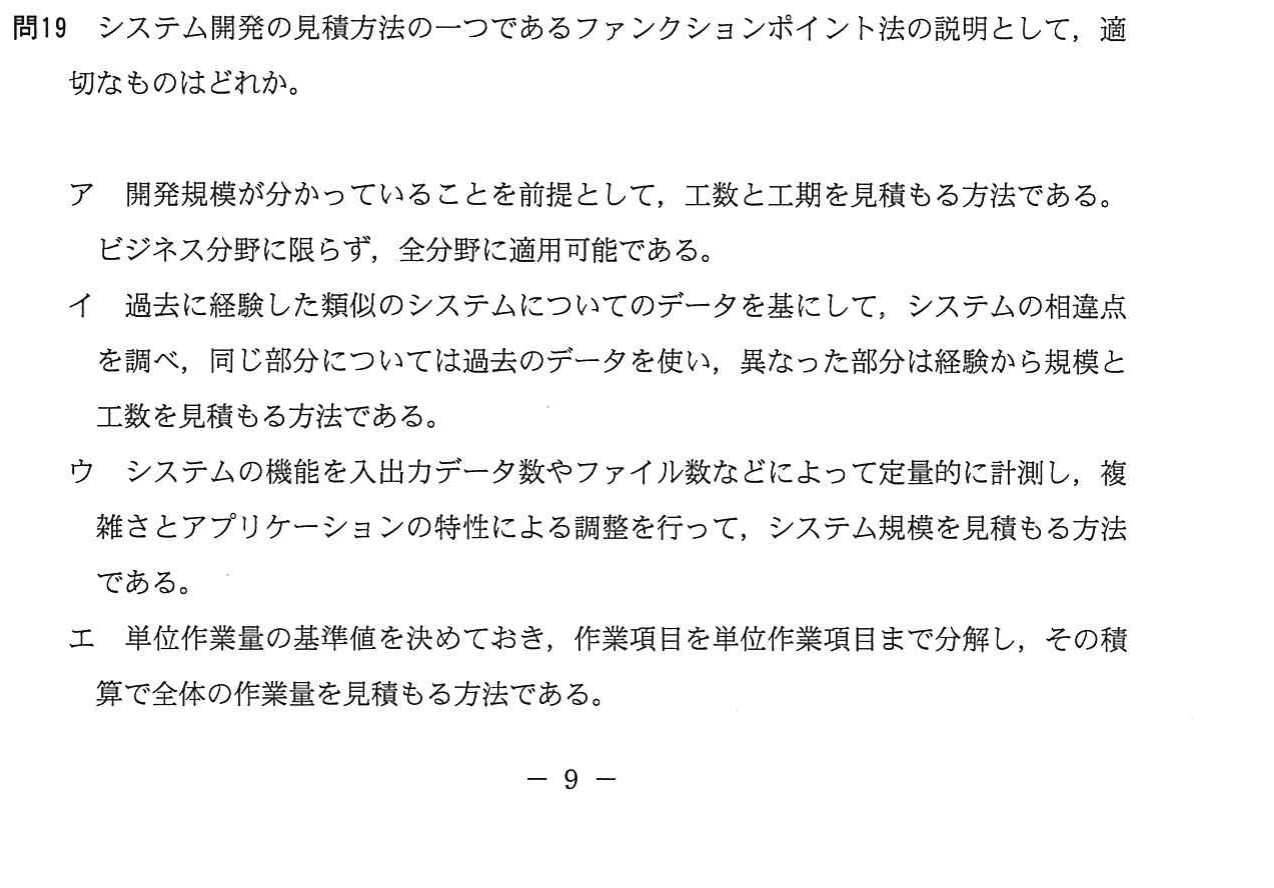 問19 システム開発の見積方法の一つであるファンクションポイント法の説明として，適
切なものはどれか。
ア 開発規模が分かっていることを前提として，工数と工期を見積もる方法である。
ビジネス分野に限らず，全分野に適用可能である。
イ 過去に経験した類似のシステムについてのデータを基にして，システムの相違点
を調べ，同じ部分については過去のデータを使い，異なった部分は経験から規模と
工数を見積もる方法である。
ウ システムの機能を入出力データ数やファイル数などによって定量的に計測し，複
雑さとアプリケーションの特性による調整を行って，システム規模を見積もる方法
である。
エ 単位作業量の基準値を決めておき，作業項目を単位作業項目まで分解し，その積
算で全体の作業量を見積もる方法である。
－ 9 －